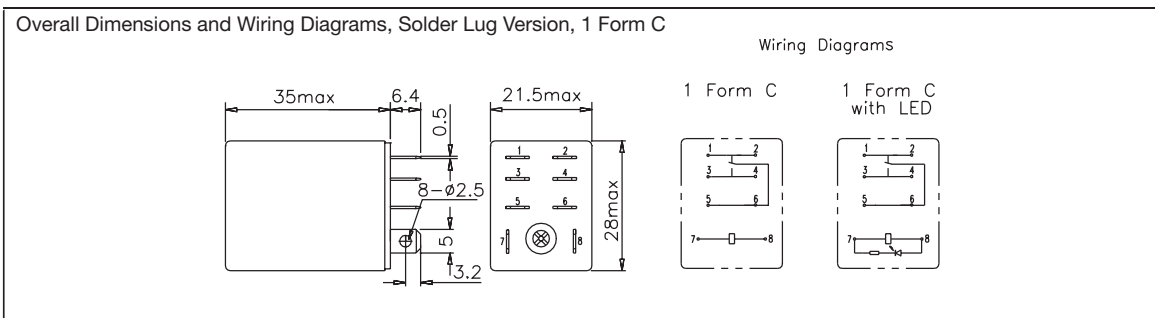 Overall Dimensions and Wiring Diagrams, Solder Lug Version, 1 Form C
Wiring Diagrams
35max
6.4
0.5
8-ø2.5
5
3.2
21.5max
28max
1 2
3 4
5 6
7 8
1 Form C
1 2
3 4
5 6
7 8
1 Form C
with LED
1 2
3 4
5 6
7 8